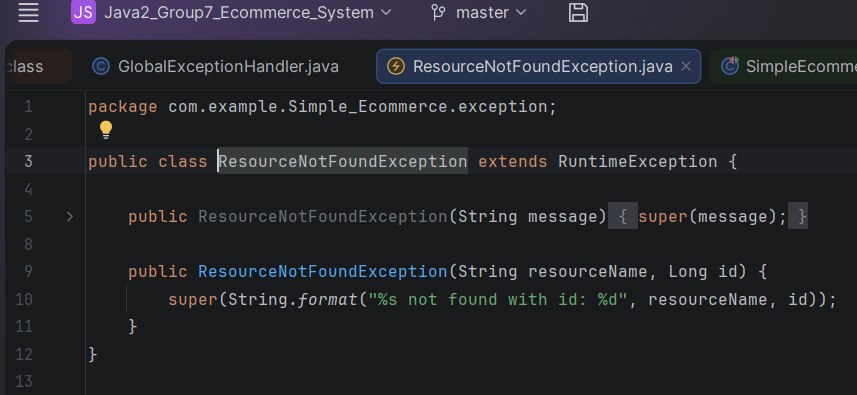 JS Java2_Group7_Ecommerce_System master
class GlobalExceptionHandler.java ResourceNotFoundException.java SimpleEcomme
1 package com.example.Simple_Ecommerce.exception;
2
3 public class ResourceNotFoundException extends RuntimeException {
4
5 public ResourceNotFoundException(String message) { super(message); }
8
9 public ResourceNotFoundException(String resourceName, Long id) {
10 super(String.format("%s not found with id: %d", resourceName, id));
11 }
12 }
13